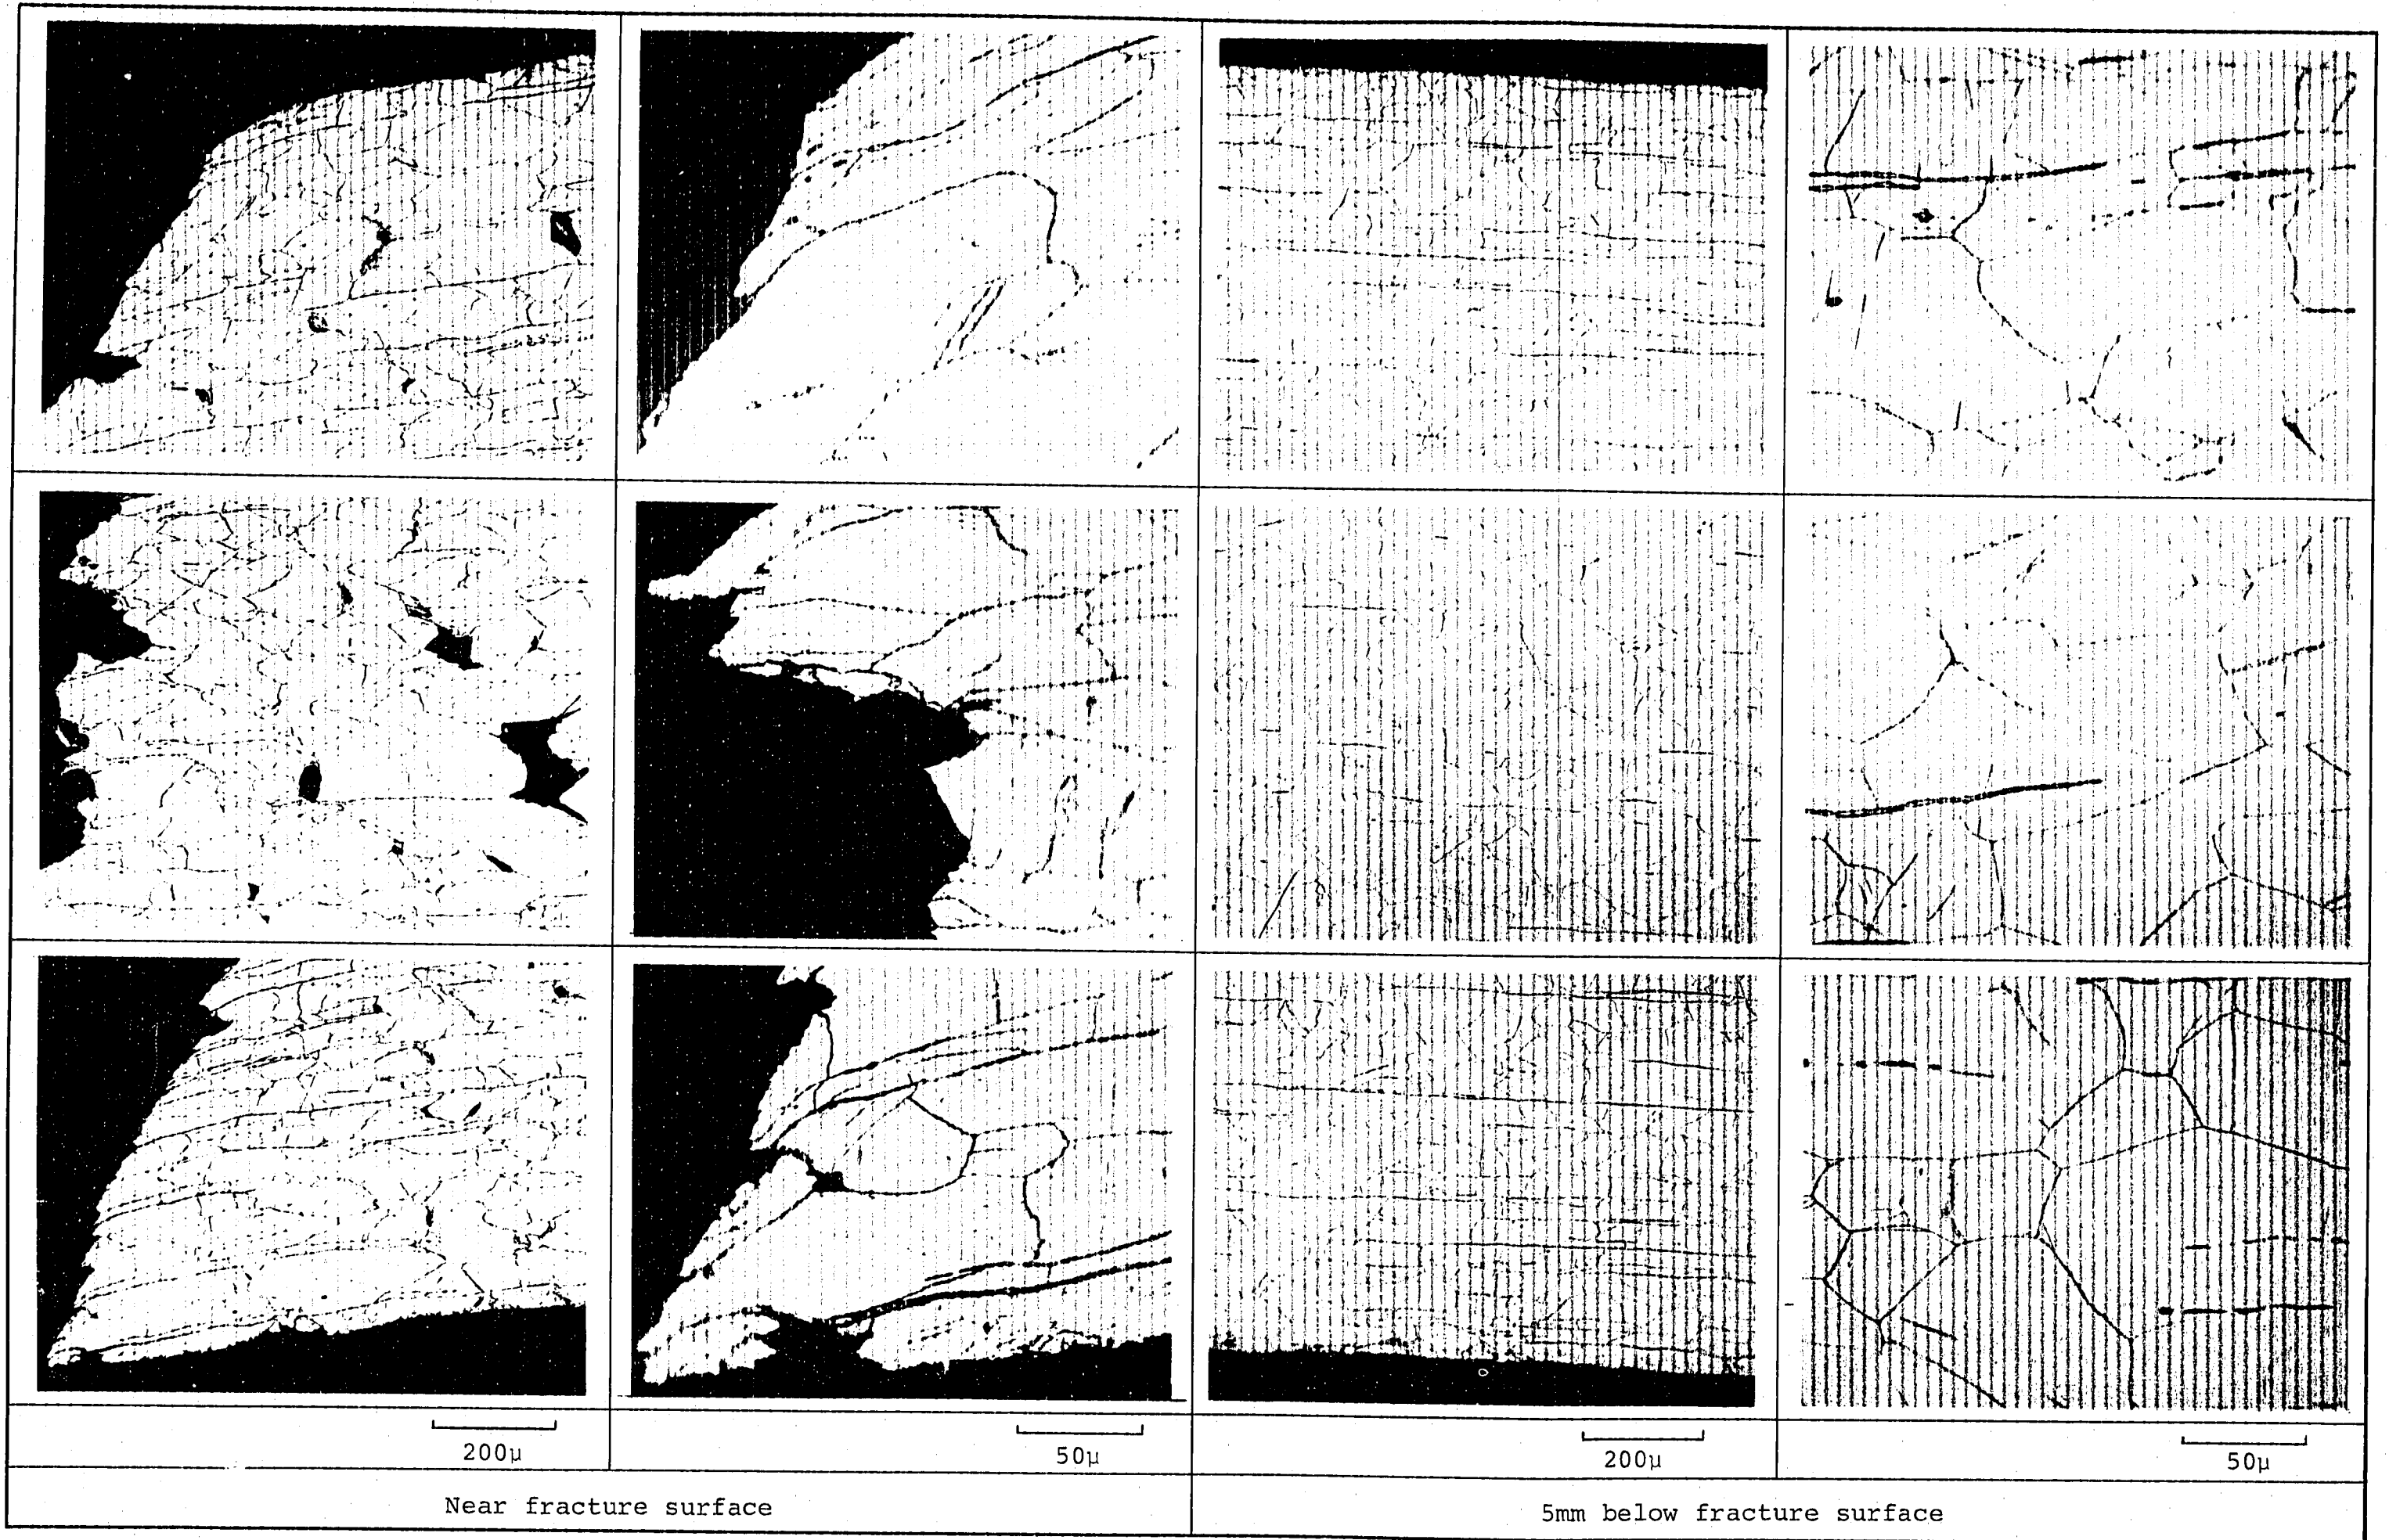 200μ
50μ
200μ
50μ
Near fracture surface
5mm below fracture surface